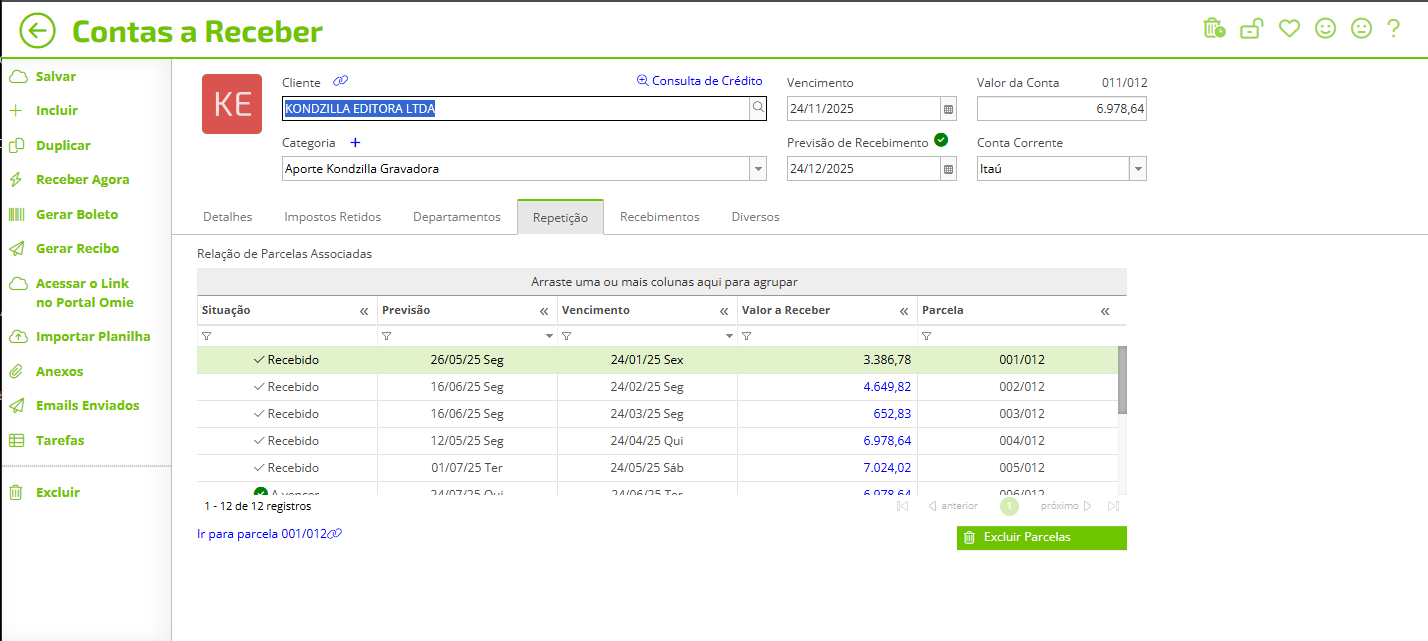 Contas a Receber
?
Salvar
Incluir
Duplicar
Receber Agora
Gerar Boleto
Gerar Recibo
Acessar o Link
no Portal Omie
Importar Planilha
Anexos
Emails Enviados
Tarefas
Excluir
KE
Cliente
Consulta de Crédito
Vencimento
Valor da Conta 011/012
KONDZILLA EDITORA LTDA
24/11/2025
6.978,64
Categoria +
Previsão de Recebimento
Conta Corrente
Aporte Kondzilla Gravadora
24/12/2025
Itaú
Detalhes Impostos Retidos Departamentos Repetição Recebimentos Diversos
Relação de Parcelas Associadas
Arraste uma ou mais colunas aqui para agrupar
Situação « Previsão « Vencimento « Valor a Receber « Parcela «
Recebido 26/05/25 Seg 24/01/25 Sex 3.386,78 001/012
Recebido 16/06/25 Seg 24/02/25 Seg 4.649,82 002/012
Recebido 16/06/25 Seg 24/03/25 Seg 652,83 003/012
Recebido 12/05/25 Seg 24/04/25 Qui 6.978,64 004/012
Recebido 01/07/25 Ter 24/05/25 Sáb 7.024,02 005/012
A vencer 24/07/25 Qui 24/06/25 Ter 6.978,64 006/012
1 - 12 de 12 registros
anterior 1 próximo
Ir para parcela 001/012
Excluir Parcelas